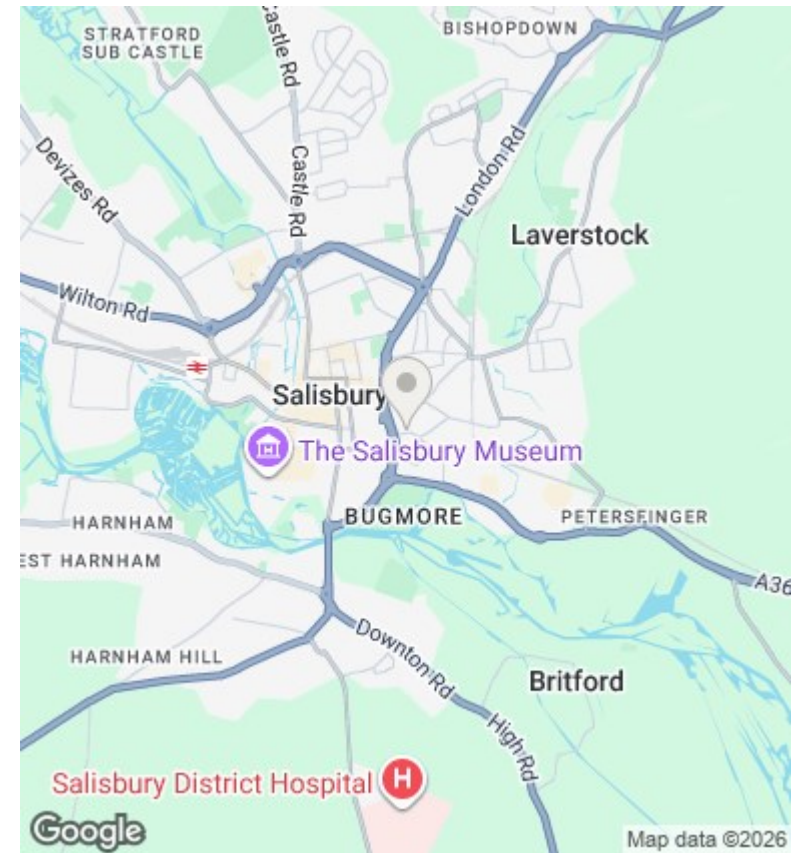 STRATFORD
SUB CASTLE
Castle Rd
BISHOPDOWN
Devizes Rd
Castle Rd
London Rd
Laverstock
Wilton Rd
Salisbury
The Salisbury Museum
HARNHAM
BUGMORE
PETERSFINGER
EST HARNHAM
A36
HARNHAM HILL
Downton Rd
Britford
High Rd
Salisbury District Hospital
H
Google
Map data ©2026